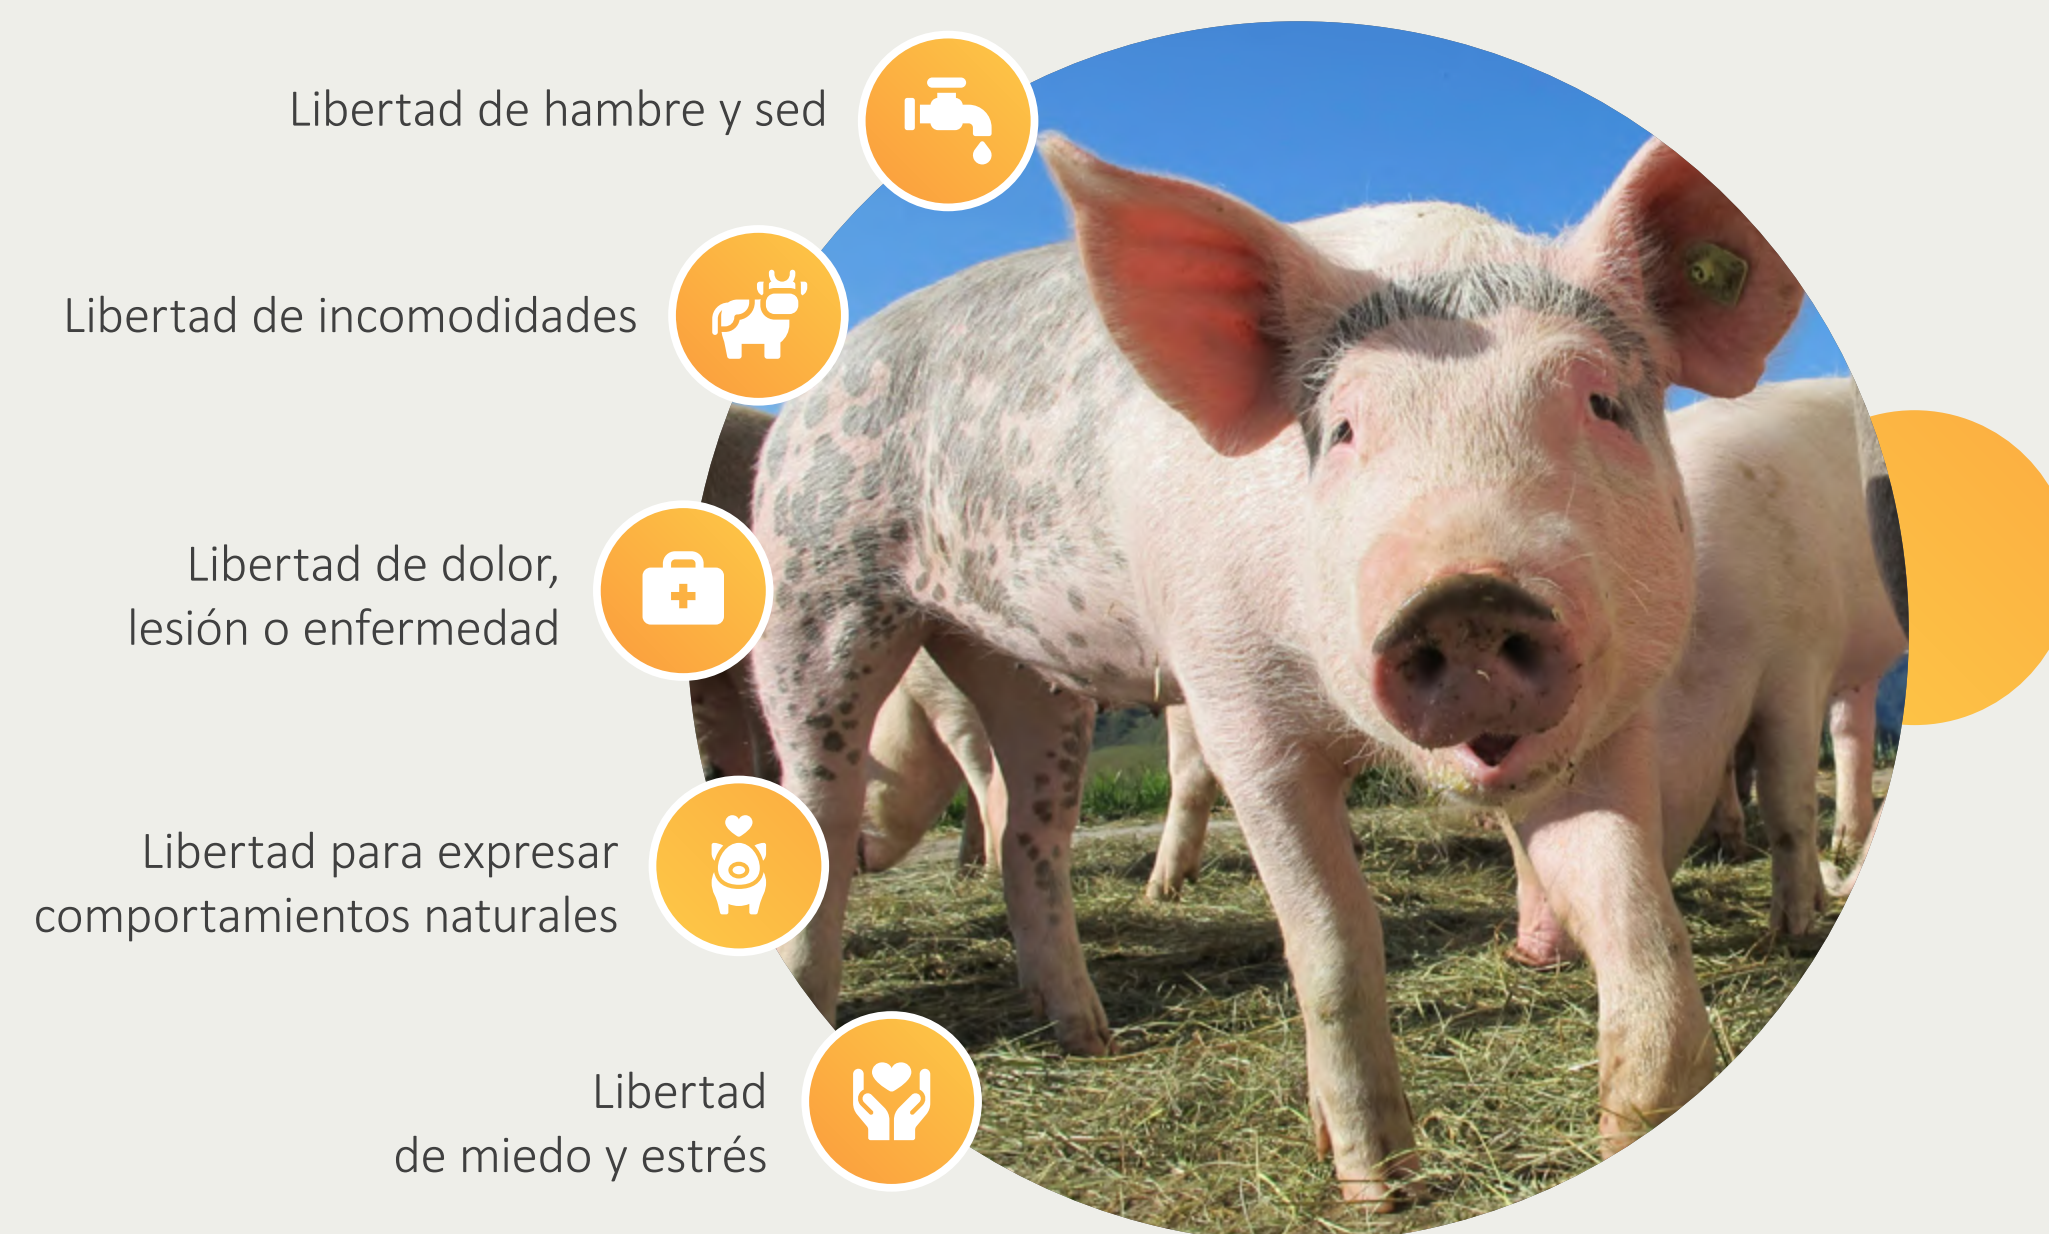 Libertad de hambre y sed
Libertad de incomodidades
Libertad de dolor,
lesión o enfermedad
Libertad para expresar
comportamientos naturales
Libertad
de miedo y estrés